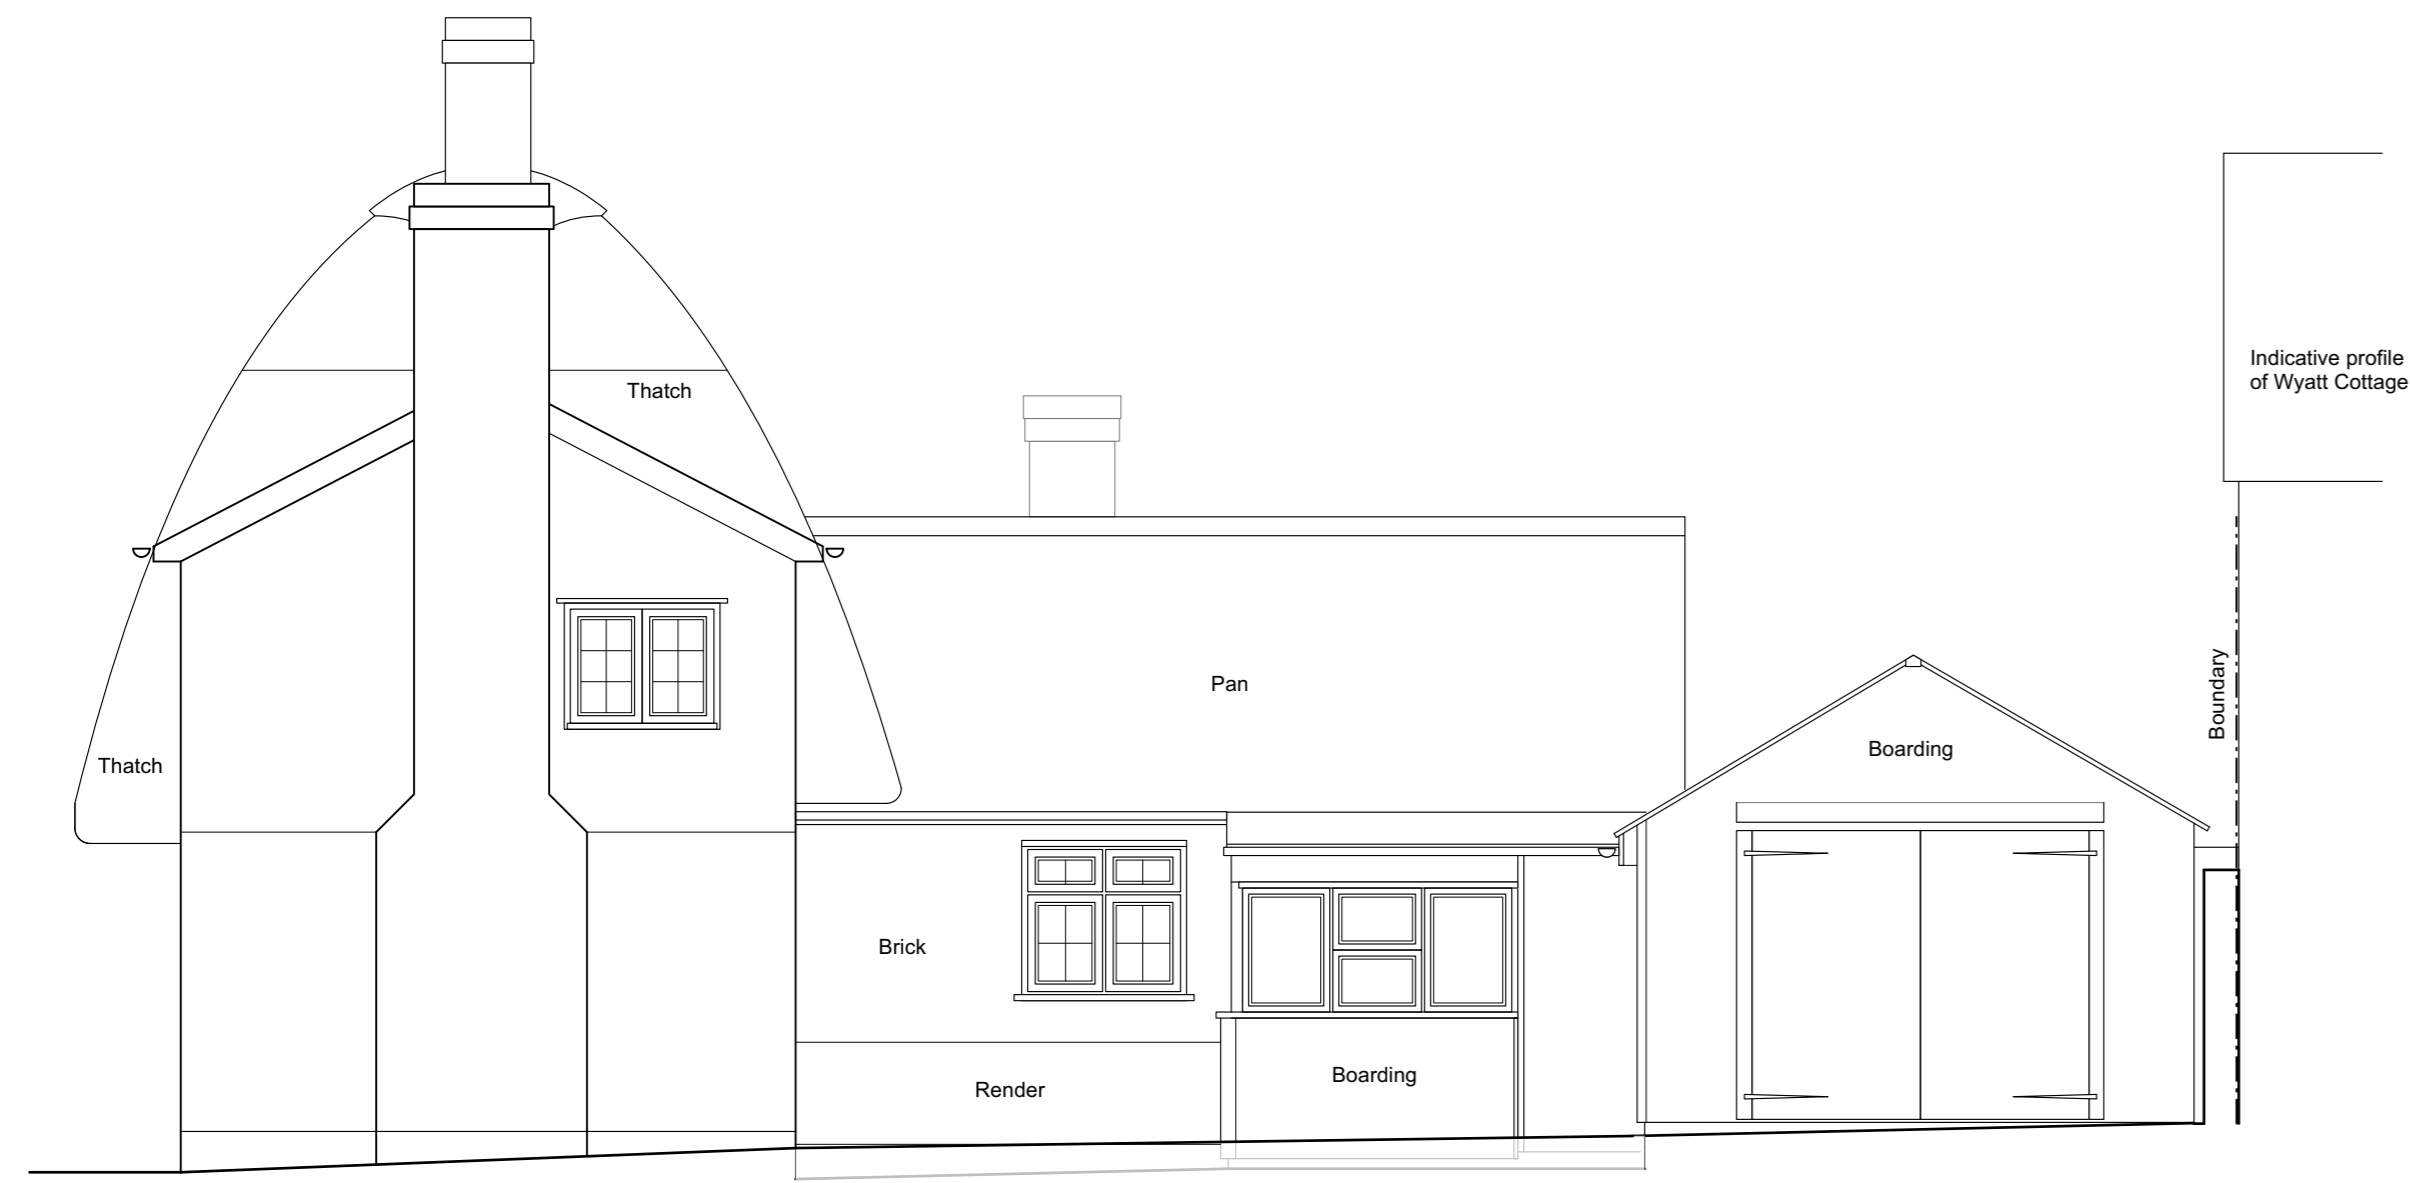 Thatch
Indicative profile
of Wyatt Cottage
Pan
Boundary
Boarding
Thatch
Brick
Render
Boarding